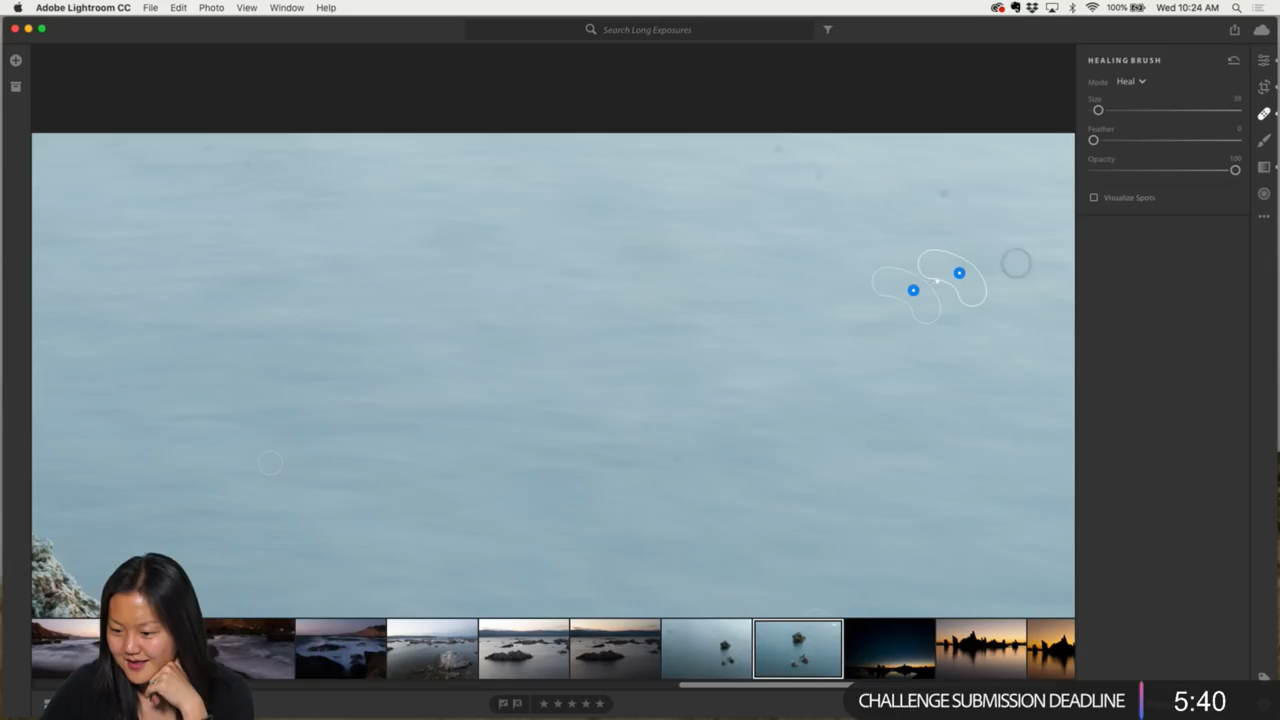 Adobe Lightroom CC File Edit Photo View Window Help 100% Wed 10:24 AM
Search Long Exposures
HEALING BRUSH
Mode Heal
Size 58
Feather 0
Opacity 100
Visualize Spots
CHALLENGE SUBMISSION DEADLINE 5:40